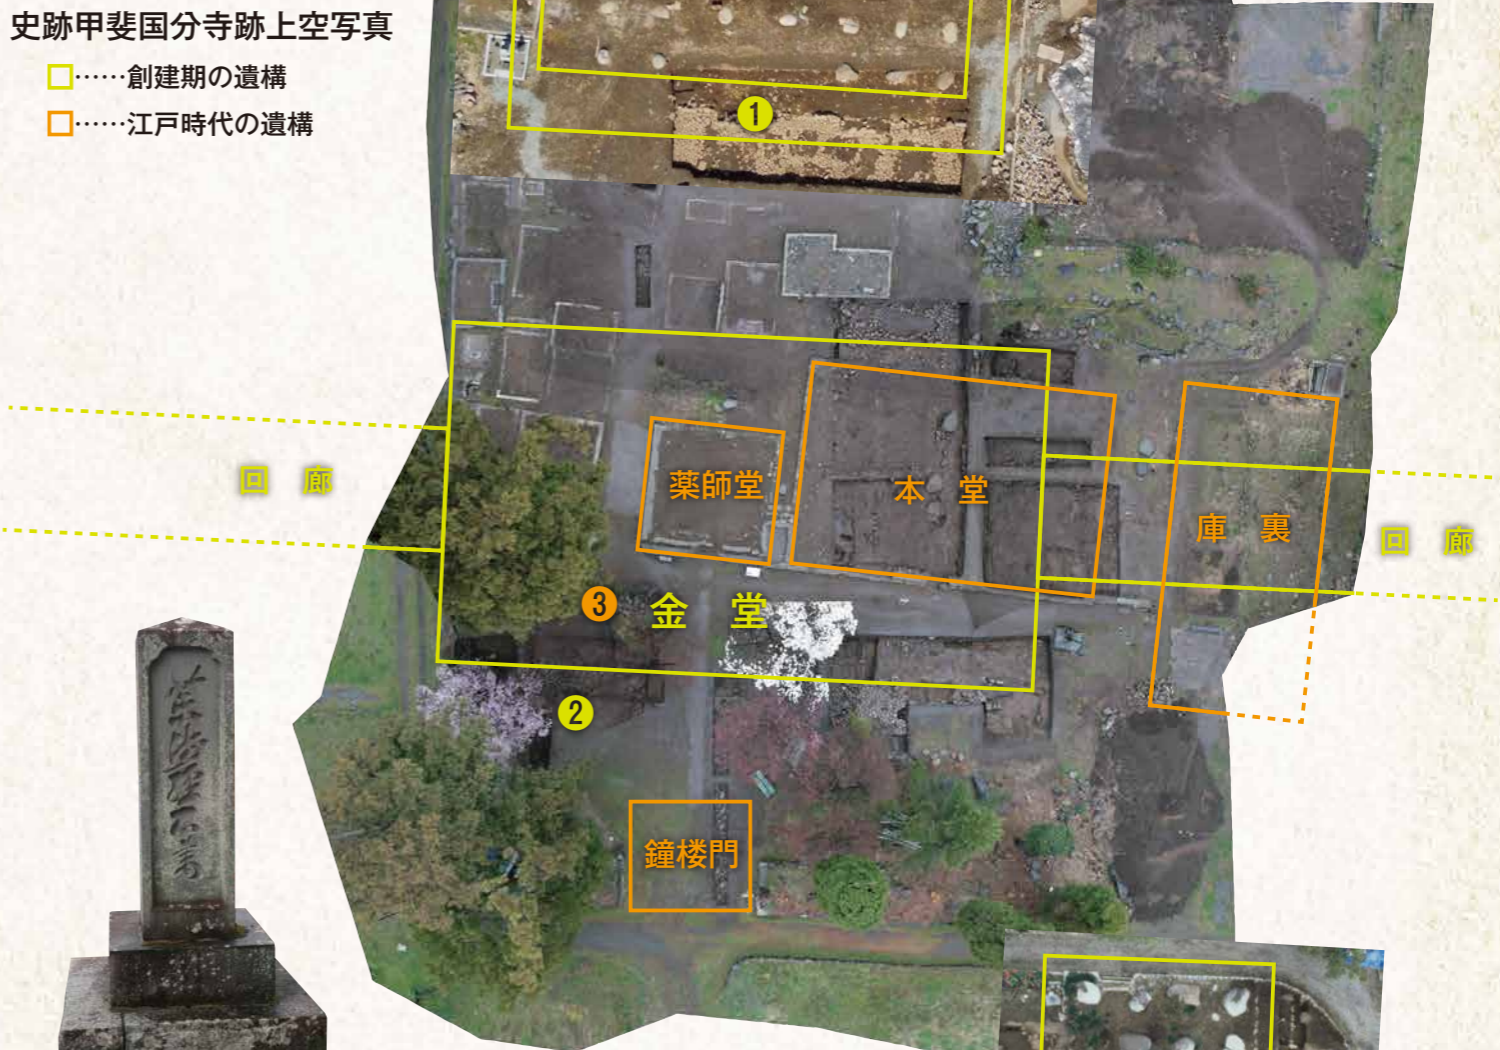 史跡甲斐国分寺跡上空写真
□……創建期の遺構
□……江戸時代の遺構
1
回 廊
薬師堂
本 堂
庫 裏
回 廊
3
金 堂
2
鐘楼門